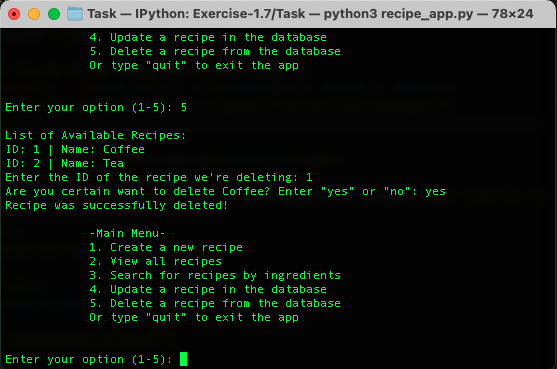 Task — IPython: Exercise-1.7/Task — python3 recipe_app.py — 78×24
4. Update a recipe in the database
5. Delete a recipe from the database
Or type "quit" to exit the app
Enter your option (1-5): 5
List of Available Recipes:
ID: 1 | Name: Coffee
ID: 2 | Name: Tea
Enter the ID of the recipe we're deleting: 1
Are you certain want to delete Coffee? Enter "yes" or "no": yes
Recipe was successfully deleted!
-Main Menu-
1. Create a new recipe
2. View all recipes
3. Search for recipes by ingredients
4. Update a recipe in the database
5. Delete a recipe from the database
Or type "quit" to exit the app
Enter your option (1-5):